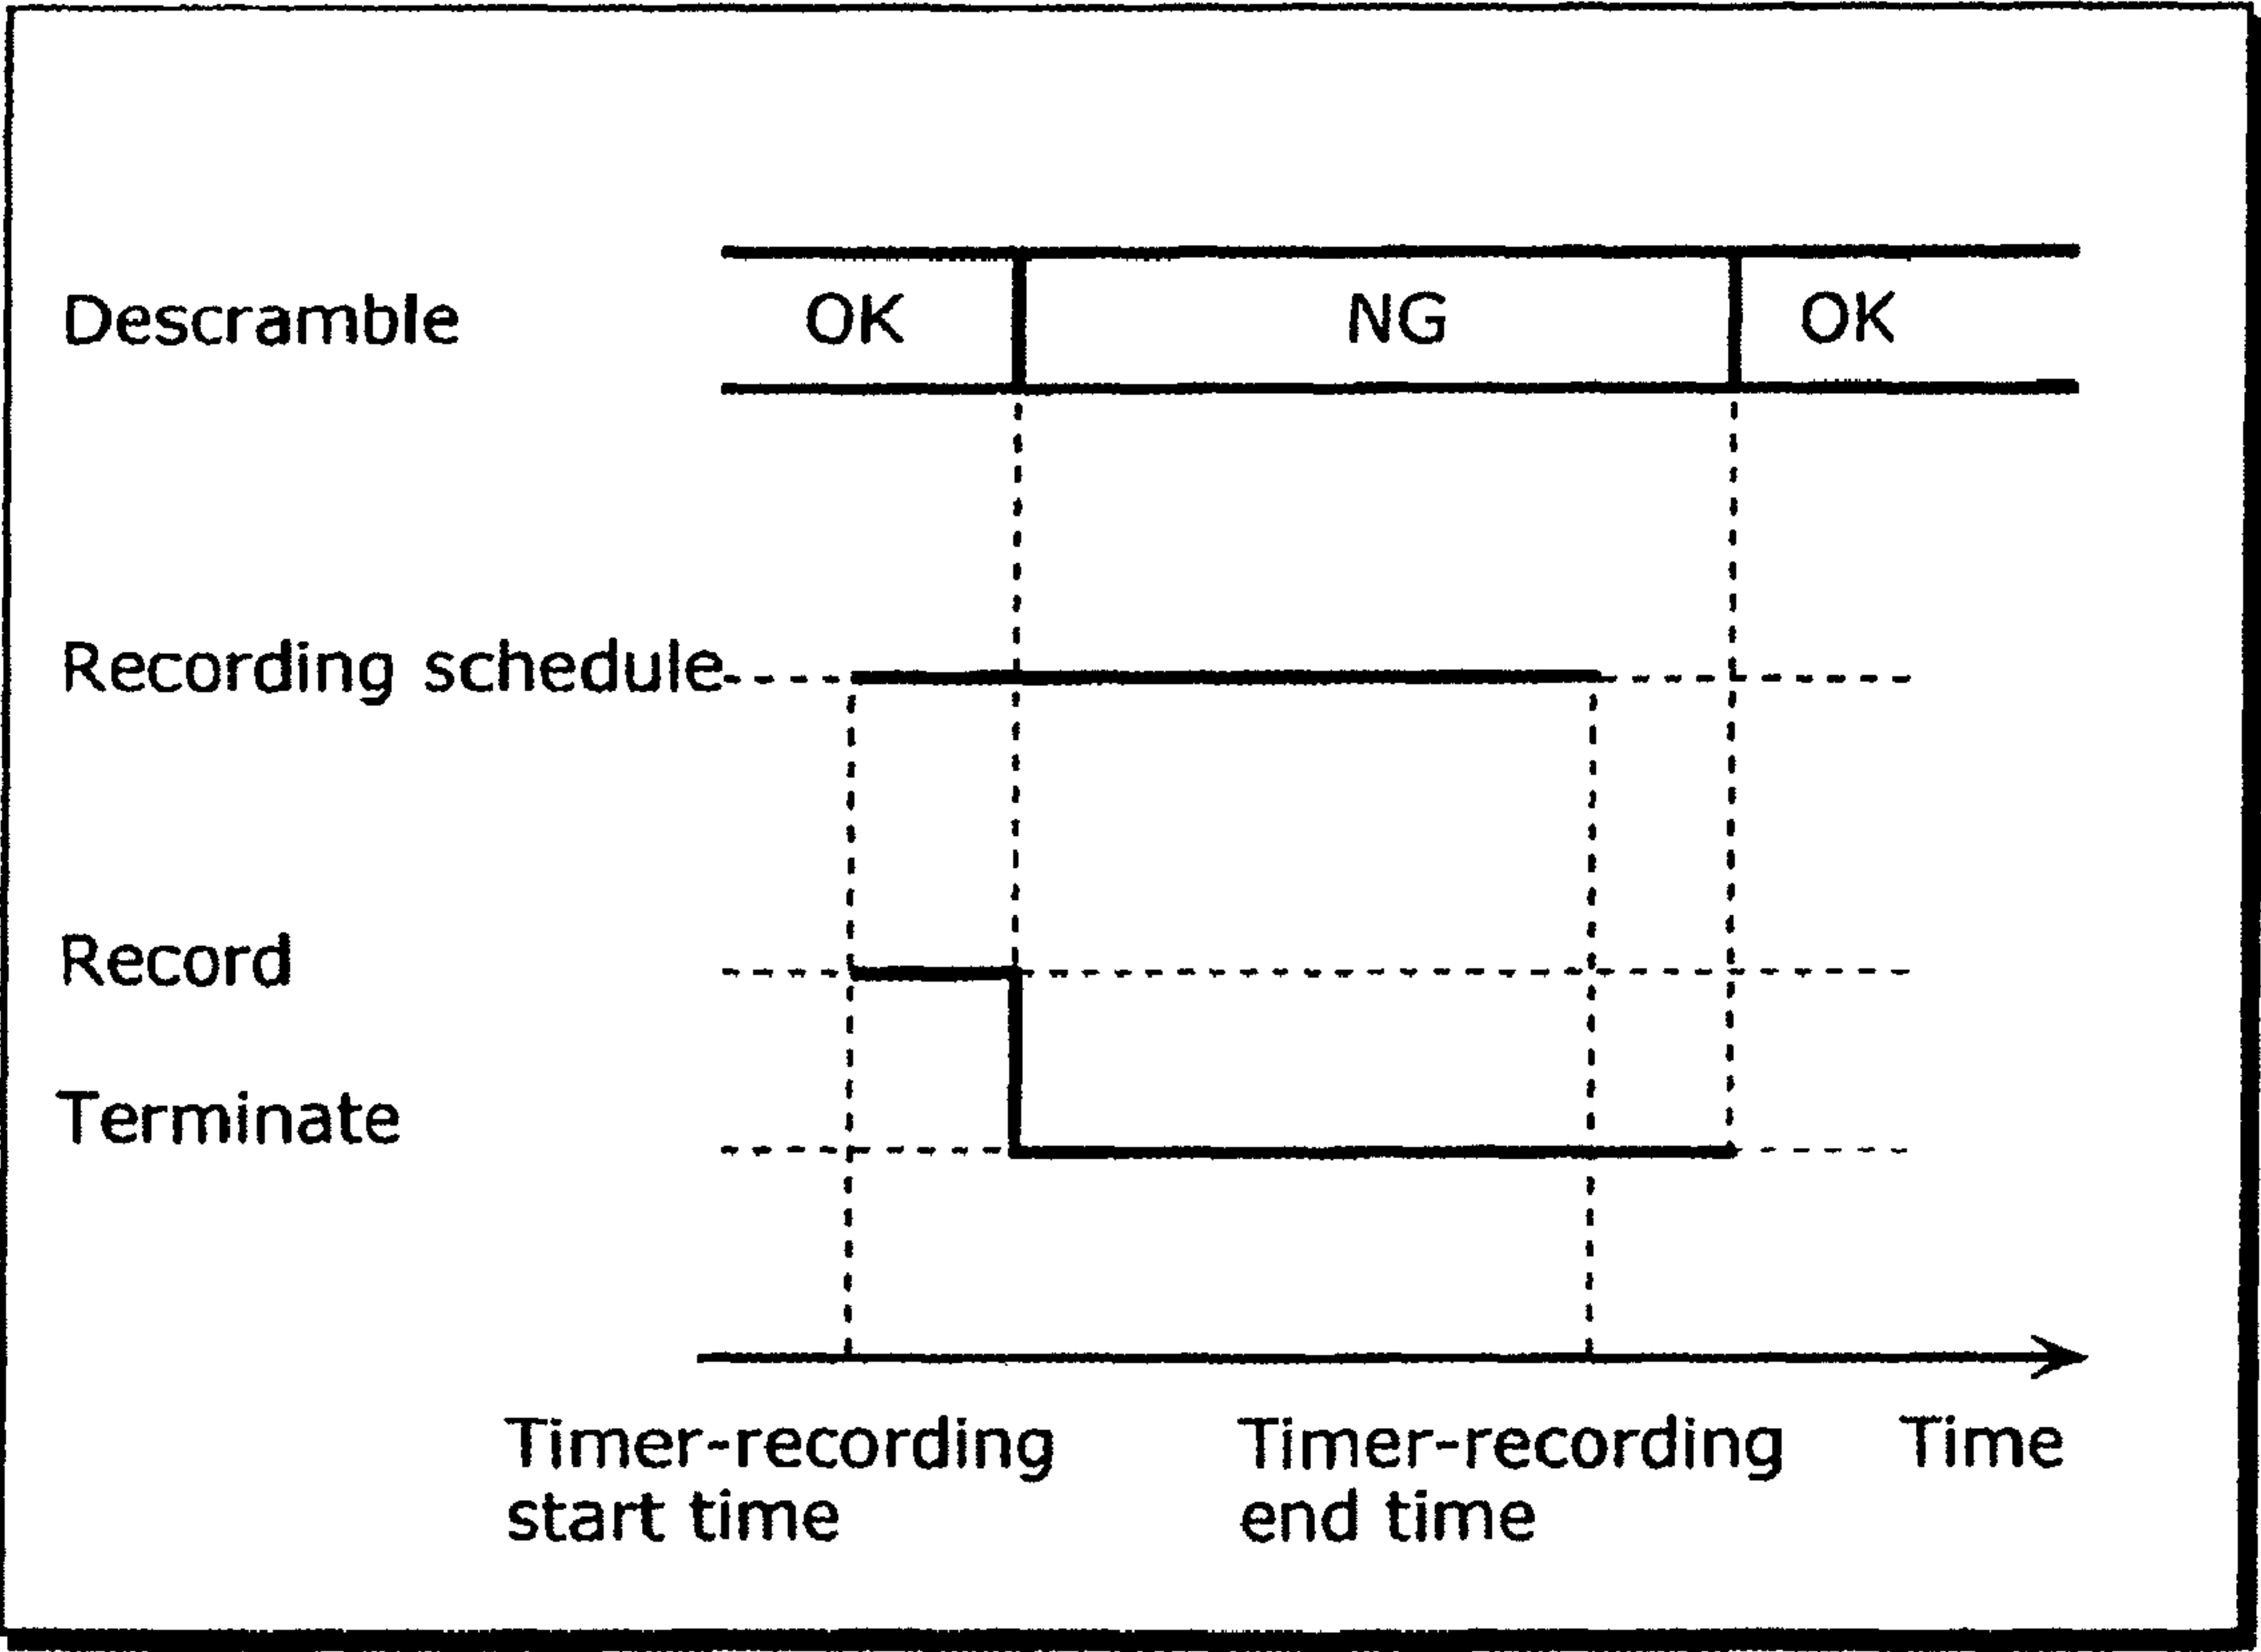 Descramble OK NG OK
Recording schedule
Record
Terminate
Timer-recording Timer-recording Time
start time end time